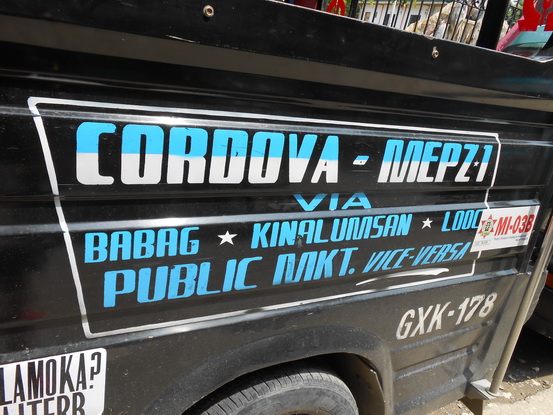 CORDOVA - MEPZ-1
VIA
BABAG ★ KINALUMSAN ★ LOOC
PUBLIC MKT. VICE-VERSA
MI-03B
GXK-178
LAMOKA?